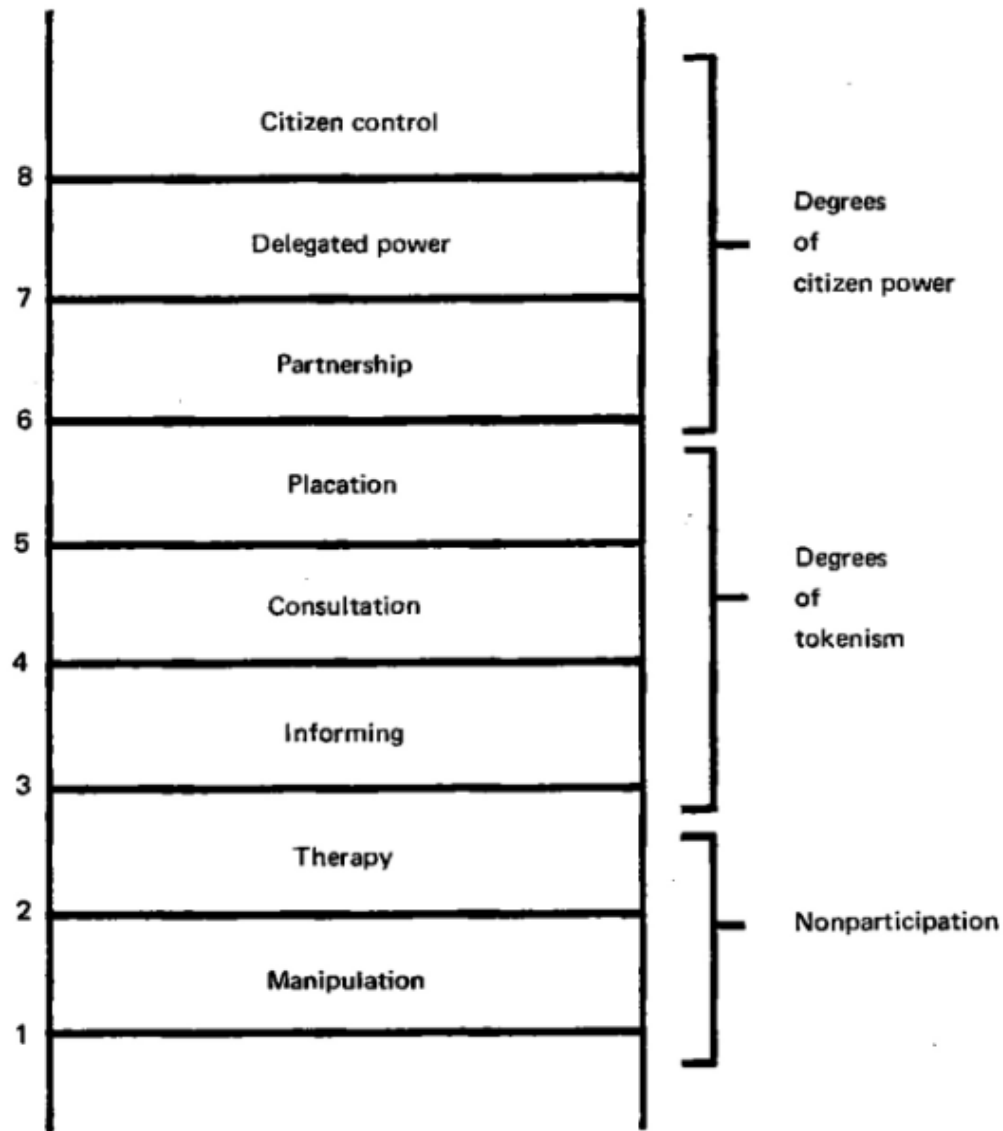 Citizen control
8
Delegated power
7
Partnership
6
Placation
5
Consultation
4
Informing
3
Therapy
2
Manipulation
1
Degrees
of
citizen power
Degrees
of
tokenism
Nonparticipation